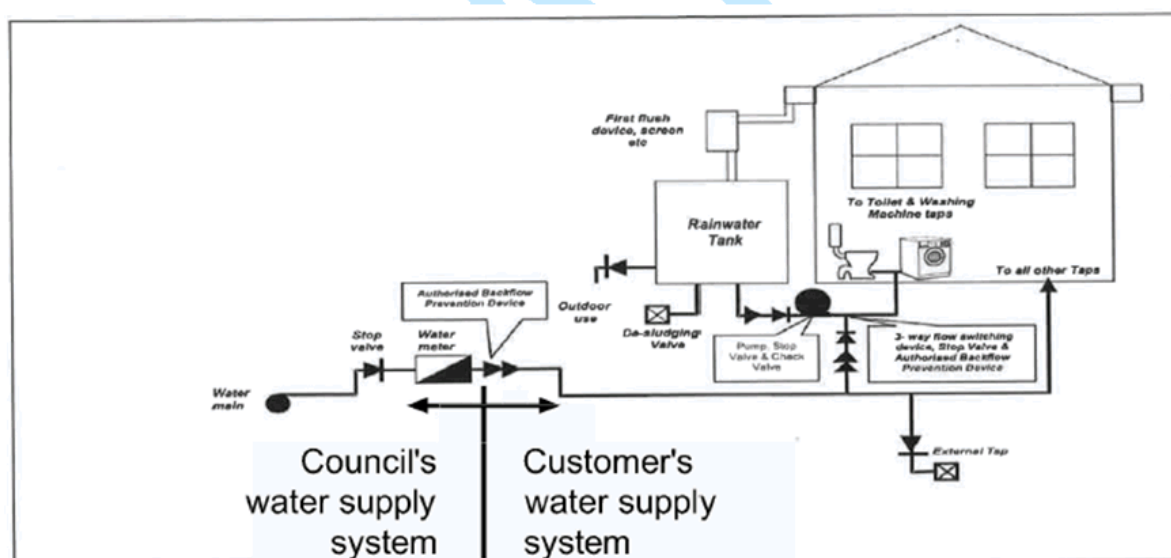 First flush
device, screen
etc
To Toilet & Washing
Machine taps
Rainwater
Tank
To all other Taps
Authorised Backflow
Prevention Device
Outdoor
use
De-sludging
Valve
Stop
valve
Water
meter
Pump, Stop
Valve & Check
Valve
3- way flow switching
device, Stop Valve &
Authorised Backflow
Prevention Device
Water
main
External Tap
Council's
water supply
system
Customer's
water supply
system